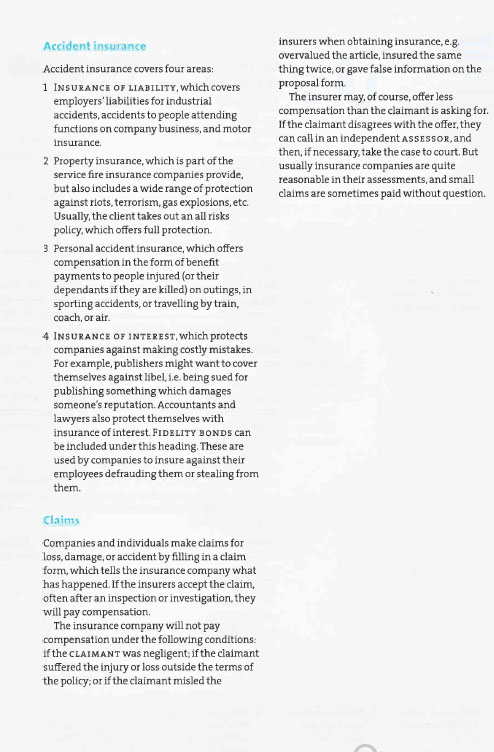 Accident insurance
Accident insurance covers four areas:
1 INSURANCE OF LIABILITY, which covers
employers' liabilities for industrial
accidents, accidents to people attending
functions on company business, and motor
insurance.
2 Property insurance, which is part of the
service fire insurance companies provide,
but also includes a wide range of protection
against riots, terrorism, gas explosions, etc.
Usually, the client takes out an all risks
policy, which offers full protection.
3 Personal accident insurance, which offers
compensation in the form of benefit
payments to people injured (or their
dependants if they are killed) on outings, in
sporting accidents, or travelling by train,
coach, or air.
4 INSURANCE OF INTEREST, which protects
companies against making costly mistakes.
For example, publishers might want to cover
themselves against libel, i.e. being sued for
publishing something which damages
someone's reputation. Accountants and
lawyers also protect themselves with
insurance of interest. FIDELITY BONDS can
be included under this heading. These are
used by companies to insure against their
employees defrauding them or stealing from
them.
Claims
Companies and individuals make claims for
loss, damage, or accident by filling in a claim
form, which tells the insurance company what
has happened. If the insurers accept the claim,
often after an inspection or investigation, they
will pay compensation.
The insurance company will not pay
compensation under the following conditions:
if the CLAIMANT was negligent; if the claimant
suffered the injury or loss outside the terms of
the policy; or if the claimant misled the
insurers when obtaining insurance, e.g.
overvalued the article, insured the same
thing twice, or gave false information on the
proposal form.
The insurer may, of course, offer less
compensation than the claimant is asking for.
If the claimant disagrees with the offer, they
can call in an independent ASSESSOR, and
then, if necessary, take the case to court. But
usually insurance companies are quite
reasonable in their assessments, and small
claims are sometimes paid without question.